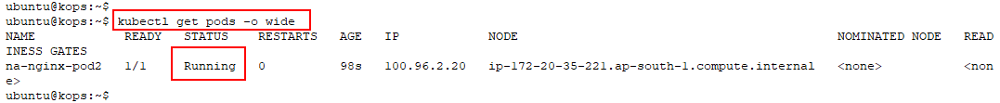 ubuntu@kops:~$
ubuntu@kops:~$ kubectl get pods -o wide
NAME READY STATUS RESTARTS AGE IP NODE NOMINATED NODE READ
INESS GATES
na-nginx-pod2 1/1 Running 0 98s 100.96.2.20 ip-172-20-35-221.ap-south-1.compute.internal <none> <non
e>
ubuntu@kops:~$